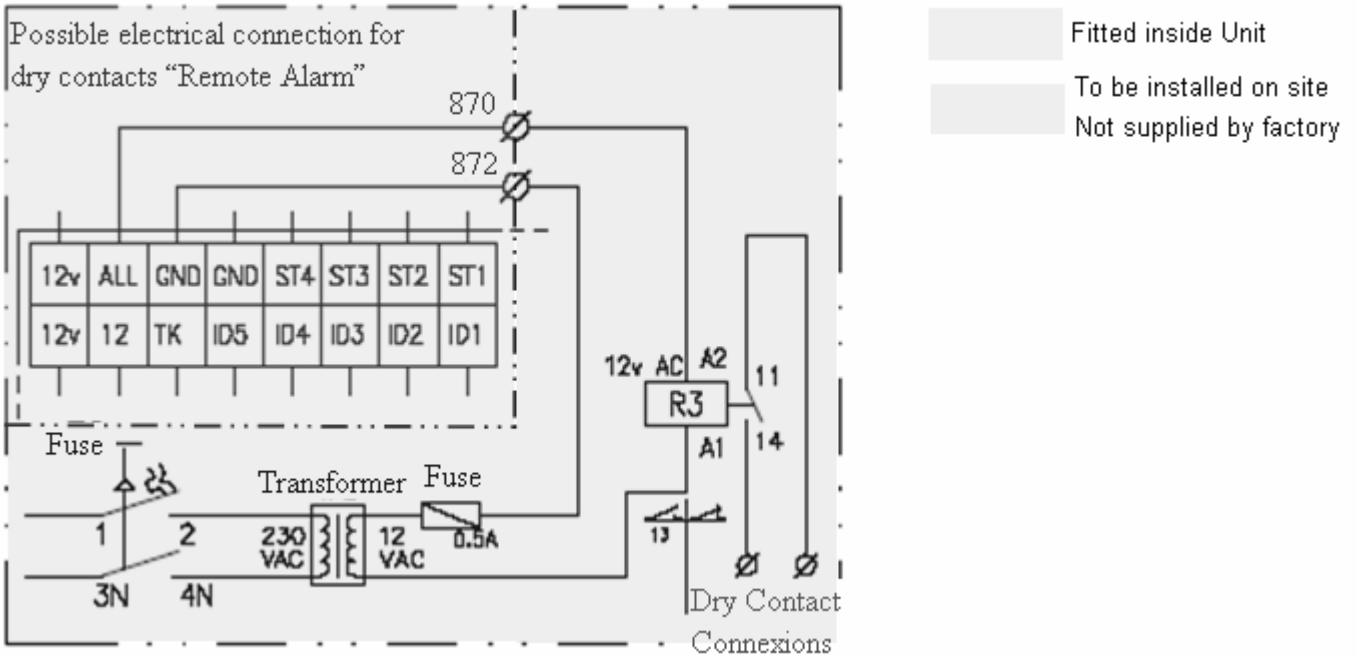 Possible electrical connection for
dry contacts “Remote Alarm”
870
872
12v ALL GND GND ST4 ST3 ST2 ST1
12v 12 TK ID5 ID4 ID3 ID2 ID1
12v AC A2
R3
A1
11
14
13
Fuse
Transformer
Fuse
1 2
230
VAC
12
VAC
0.5A
3N 4N
Dry Contact
Connexions
Fitted inside Unit
To be installed on site
Not supplied by factory